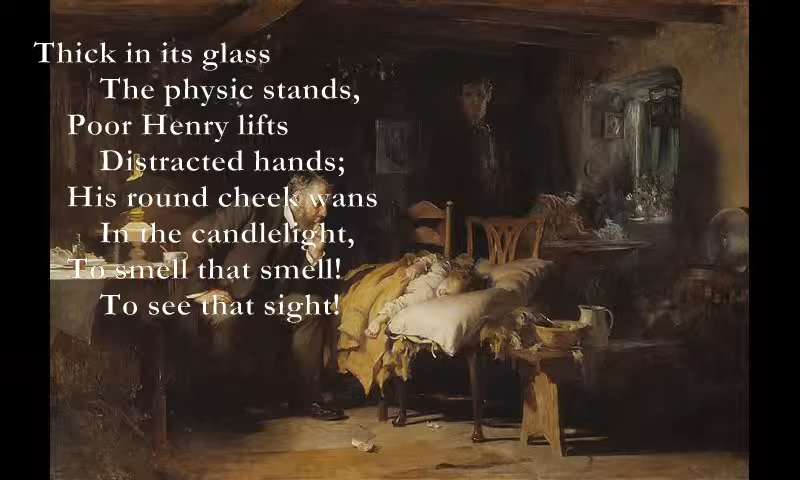 Thick in its glass
The physic stands,
Poor Henry lifts
Distracted hands;
His round cheek wans
In the candlelight,
To smell that smell!
To see that sight!